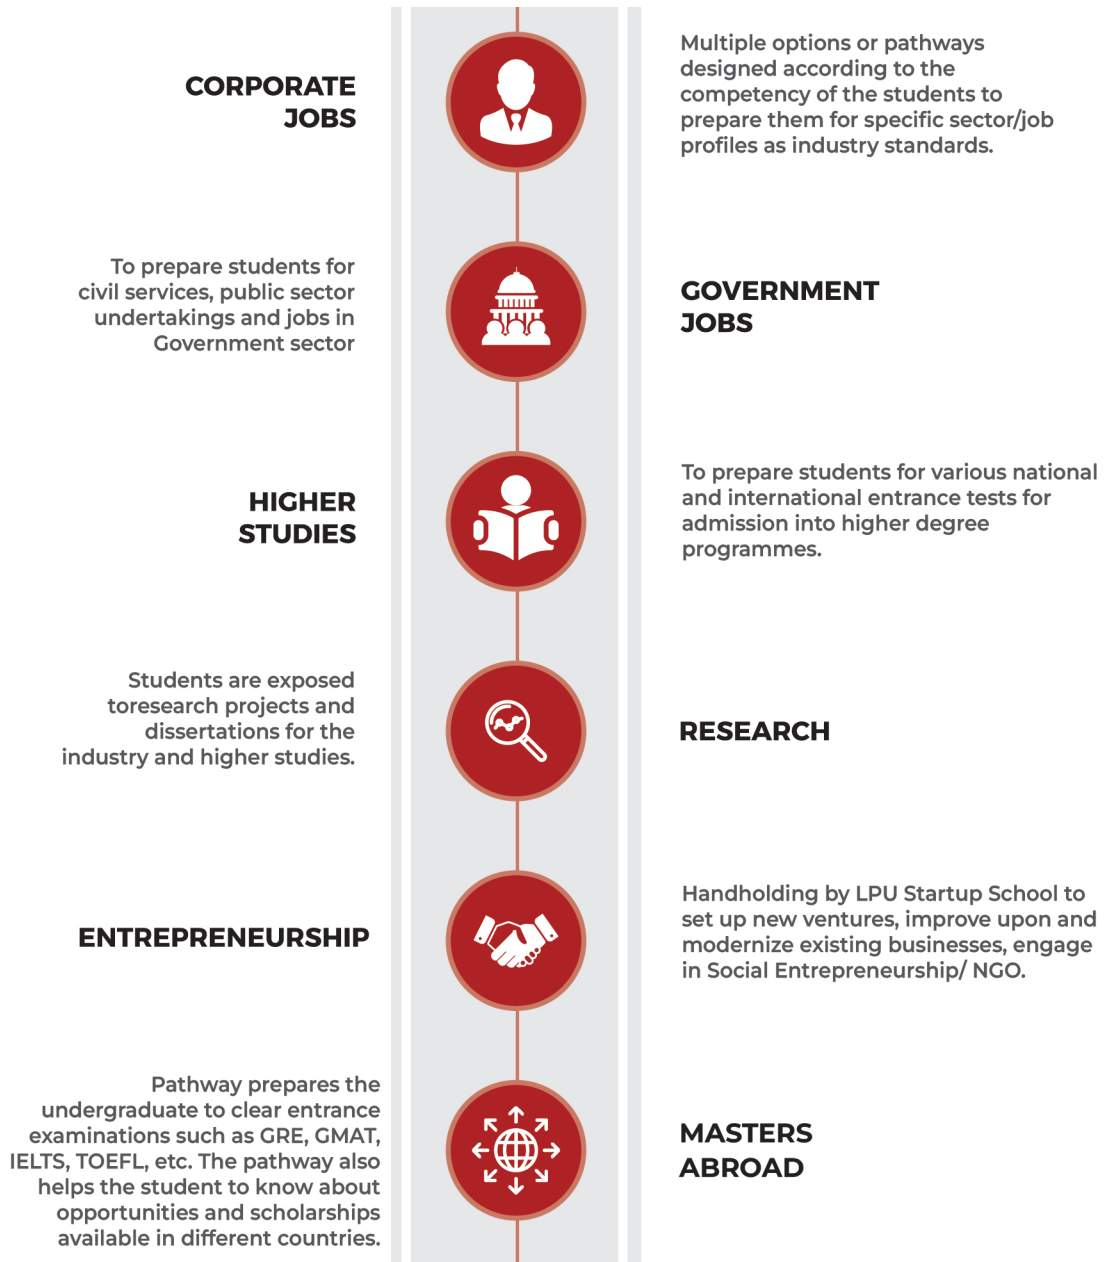 CORPORATE
JOBS
Multiple options or pathways
designed according to the
competency of the students to
prepare them for specific sector/job
profiles as industry standards.
To prepare students for
civil services, public sector
undertakings and jobs in
Government sector
GOVERNMENT
JOBS
HIGHER
STUDIES
To prepare students for various national
and international entrance tests for
admission into higher degree
programmes.
Students are exposed
toresearch projects and
dissertations for the
industry and higher studies.
RESEARCH
ENTREPRENEURSHIP
Handholding by LPU Startup School to
set up new ventures, improve upon and
modernize existing businesses, engage
in Social Entrepreneurship/ NGO.
Pathway prepares the
undergraduate to clear entrance
examinations such as GRE, GMAT,
IELTS, TOEFL, etc. The pathway also
helps the student to know about
opportunities and scholarships
available in different countries.
MASTERS
ABROAD